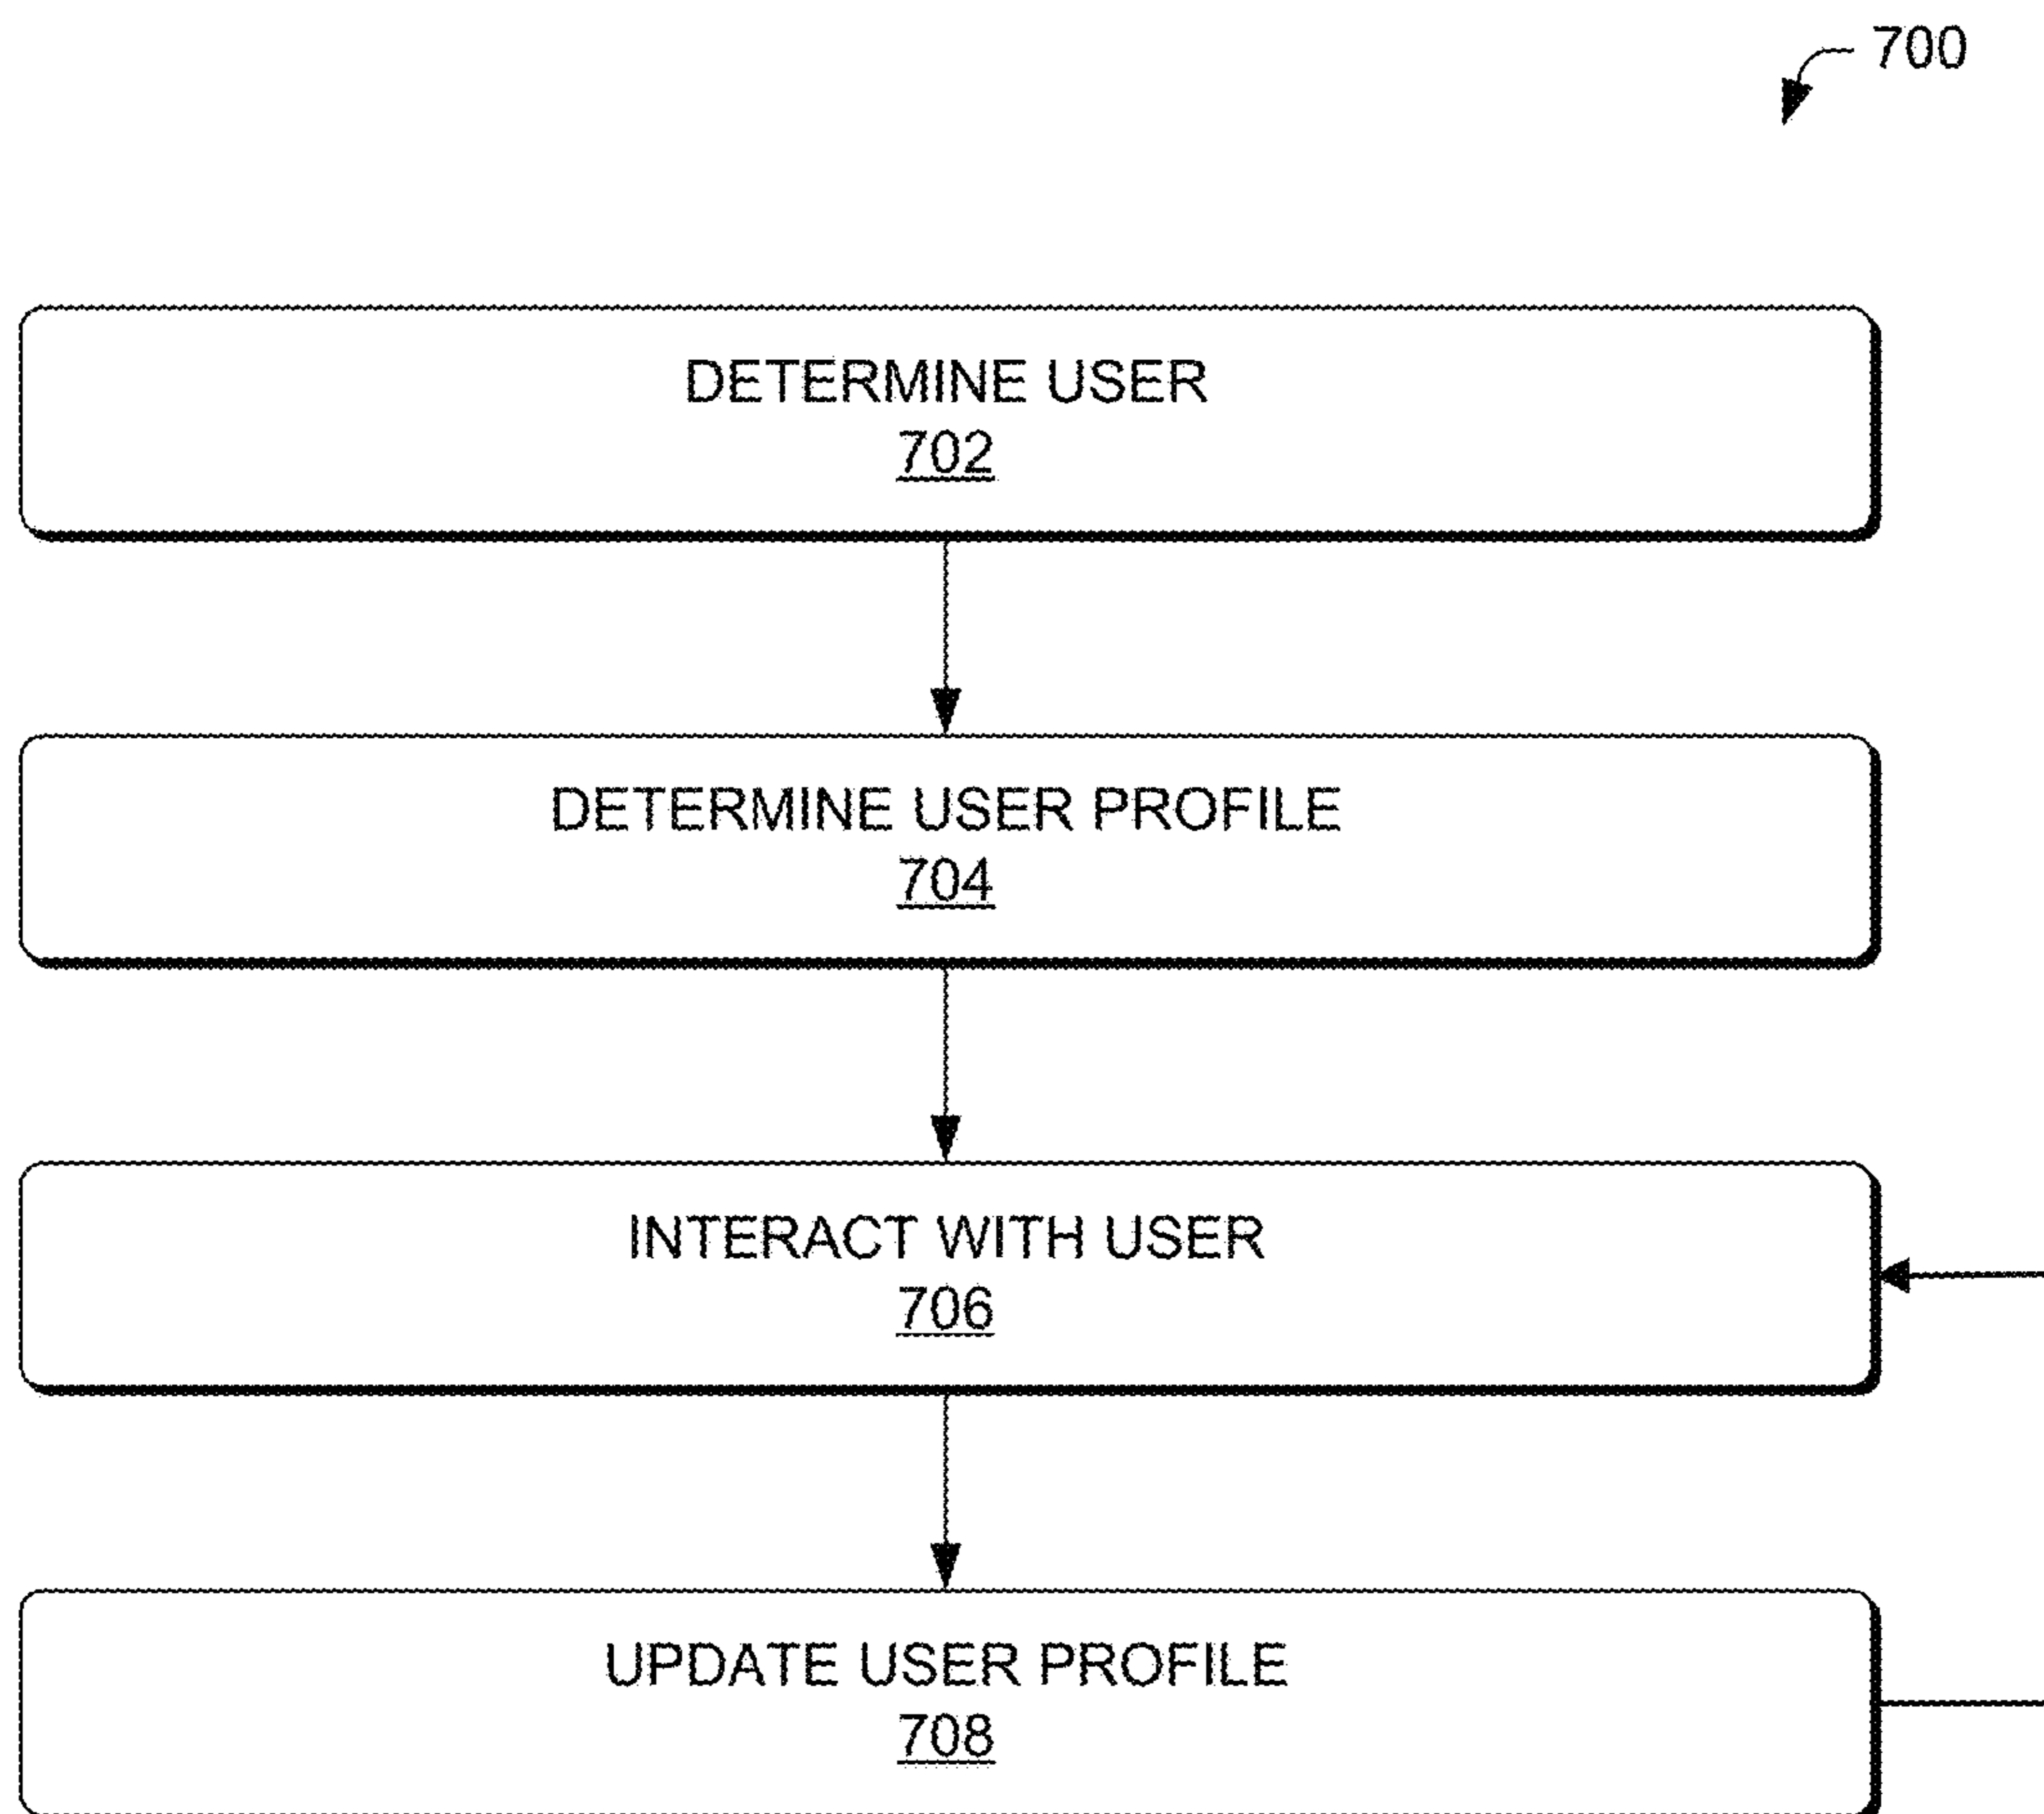 700
DETERMINE USER
702
DETERMINE USER PROFILE
704
INTERACT WITH USER
706
UPDATE USER PROFILE
708